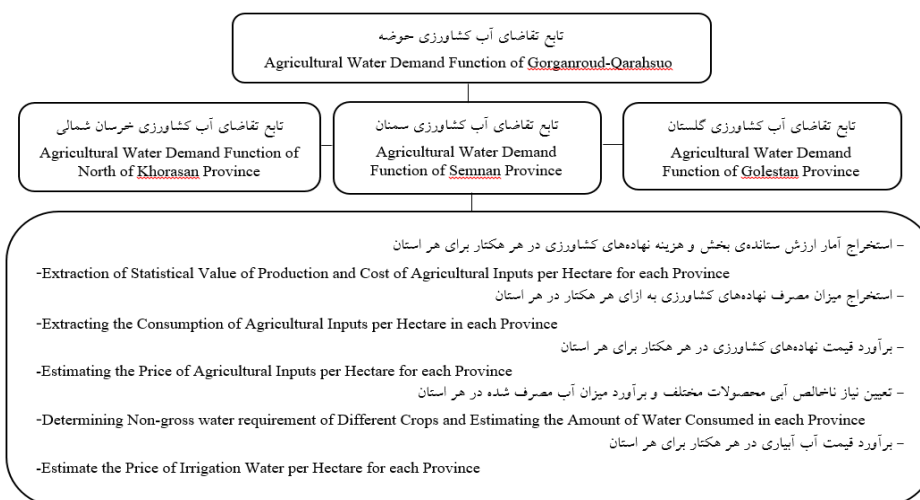 تابع تقاضای آب کشاورزی حوضه
Agricultural Water Demand Function of Gorganroud-Qarahsuo
تابع تقاضای آب کشاورزی خرسان شمالی
Agricultural Water Demand Function of
North of Khorasan Province
تابع تقاضای آب کشاورزی سمنان
Agricultural Water Demand
Function of Semnan Province
تابع تقاضای آب کشاورزی گلستان
Agricultural Water Demand
Function of Golestan Province
- استخراج آمار ارزش ستانده‌ی بخش و هزینه نهاده‌های کشاورزی در هر هکتار برای هر استان
-Extraction of Statistical Value of Production and Cost of Agricultural Inputs per Hectare for each Province
- استخراج میزان مصرف نهاده‌های کشاورزی به ازای هر هکتار در هر استان
-Extracting the Consumption of Agricultural Inputs per Hectare in each Province
- برآورد قیمت نهاده‌های کشاورزی در هر هکتار برای هر استان
-Estimating the Price of Agricultural Inputs per Hectare for each Province
- تعیین نیاز ناخالص آبی محصولات مختلف و برآورد میزان آب مصرف شده در هر استان
-Determining Non-gross water requirement of Different Crops and Estimating the Amount of Water Consumed in each Province
- برآورد قیمت آب آبیاری در هر هکتار برای هر استان
-Estimate the Price of Irrigation Water per Hectare for each Province